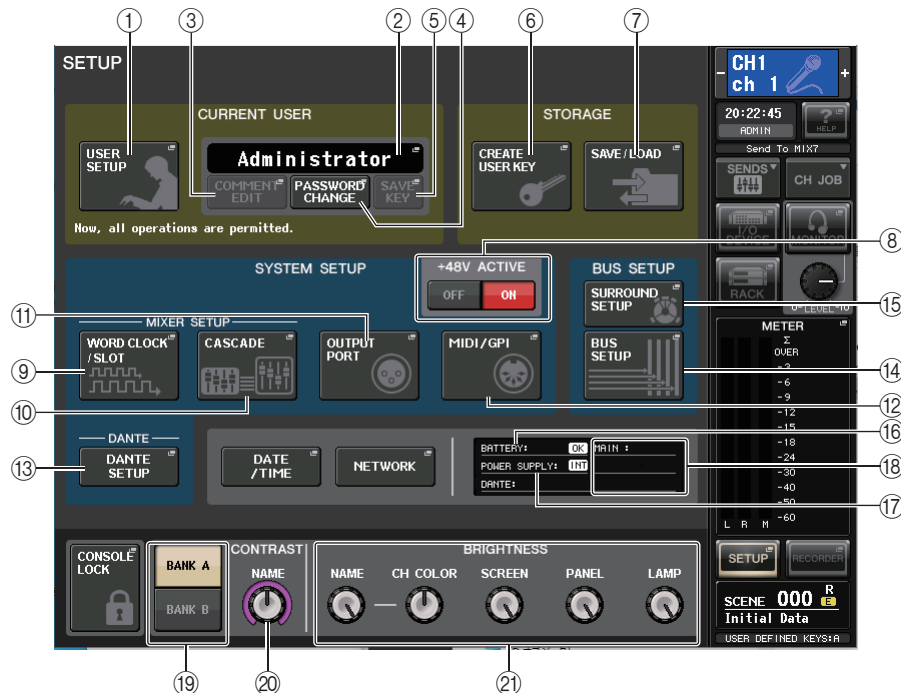 ① ③ ② ④ ⑤ ⑥ ⑦
SETUP
CURRENT USER
STORAGE
USER
SETUP
Administrator
COMMENT
EDIT
PASSWORD
CHANGE
SAVE
KEY
Now, all operations are permitted.
CREATE
USER KEY
SAVE/LOAD
CH1
ch 1
- +
20:22:45
ADMIN
?
HELP
Send To MIX7
SENDS
CH JOB
I/O
DEVICE
MONITOR
RACK
0 LEVEL 10
⑧
SYSTEM SETUP
+48V ACTIVE
OFF ON
BUS SETUP
SURROUND
SETUP
⑮
⑪
MIXER SETUP
WORD CLOCK
/SLOT
CASCADE
OUTPUT
PORT
MIDI/GPI
BUS
SETUP
⑨
⑩
⑭
⑫
⑯
DANTE
DANTE
SETUP
⑬
DATE
/TIME
NETWORK
BATTERY: OK
POWER SUPPLY: INT
DANTE:
MAIN :
⑱
⑰
METER
Σ
OVER
-3
-6
-9
-12
-15
-18
-24
-30
-40
-50
-60
L R M
CONSOLE
LOCK
BANK A
BANK B
CONTRAST
NAME
BRIGHTNESS
NAME
CH COLOR
SCREEN
PANEL
LAMP
SETUP
RECORDER
SCENE 000 R
E
Initial Data
USER DEFINED KEYS:A
⑲ ⑳ ㉑